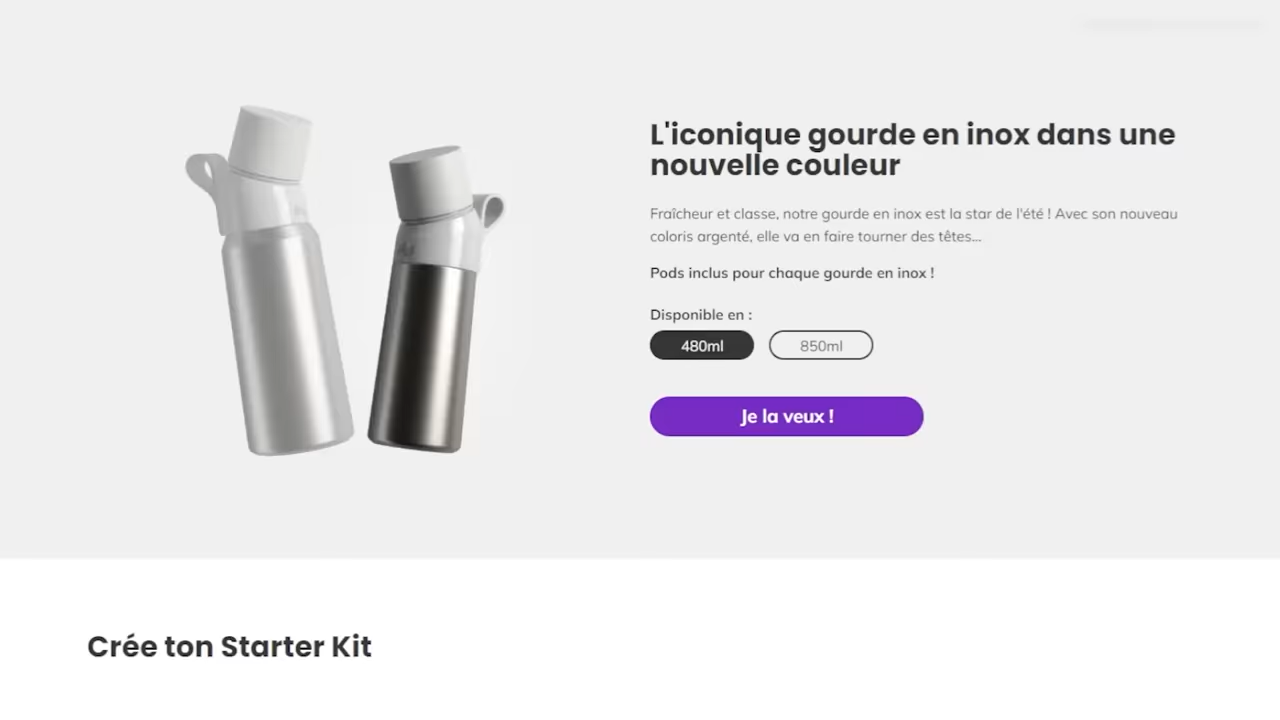 L'iconique gourde en inox dans une
nouvelle couleur
Fraîcheur et classe, notre gourde en inox est la star de l'été ! Avec son nouveau
coloris argenté, elle va en faire tourner des têtes...
Pods inclus pour chaque gourde en inox !
Disponible en :
480ml
850ml
Je la veux !
Crée ton Starter Kit